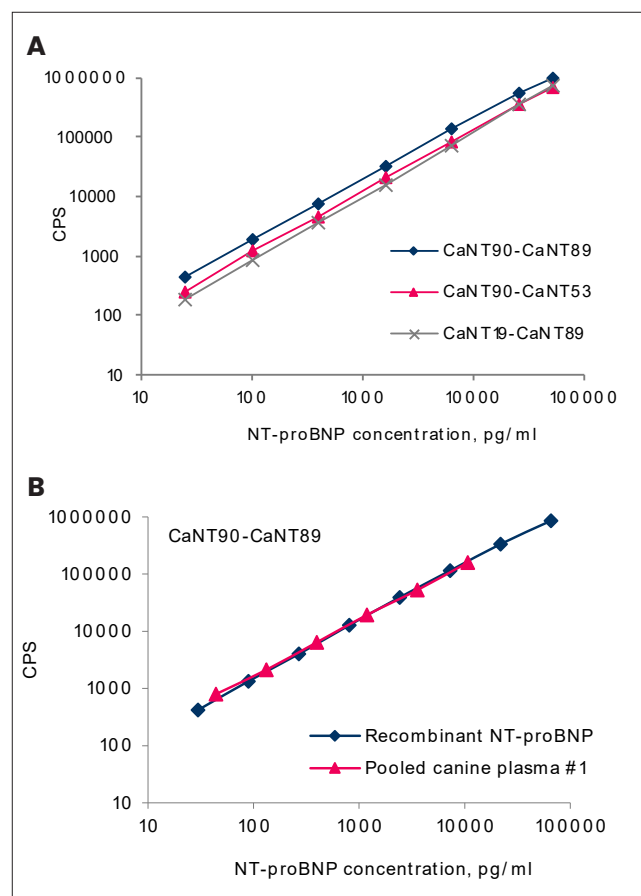 A
1000000
100000
10000
1000
100
10
CPS
CaNT90-CaNT89
CaNT90-CaNT53
CaNT19-CaNT89
10 100 1000 10000 100000
NT-proBNP concentration, pg/ml
B
1000000
100000
10000
1000
100
10
CPS
CaNT90-CaNT89
Recombinant NT-proBNP
Pooled canine plasma #1
10 100 1000 10000 100000
NT-proBNP concentration, pg/ml